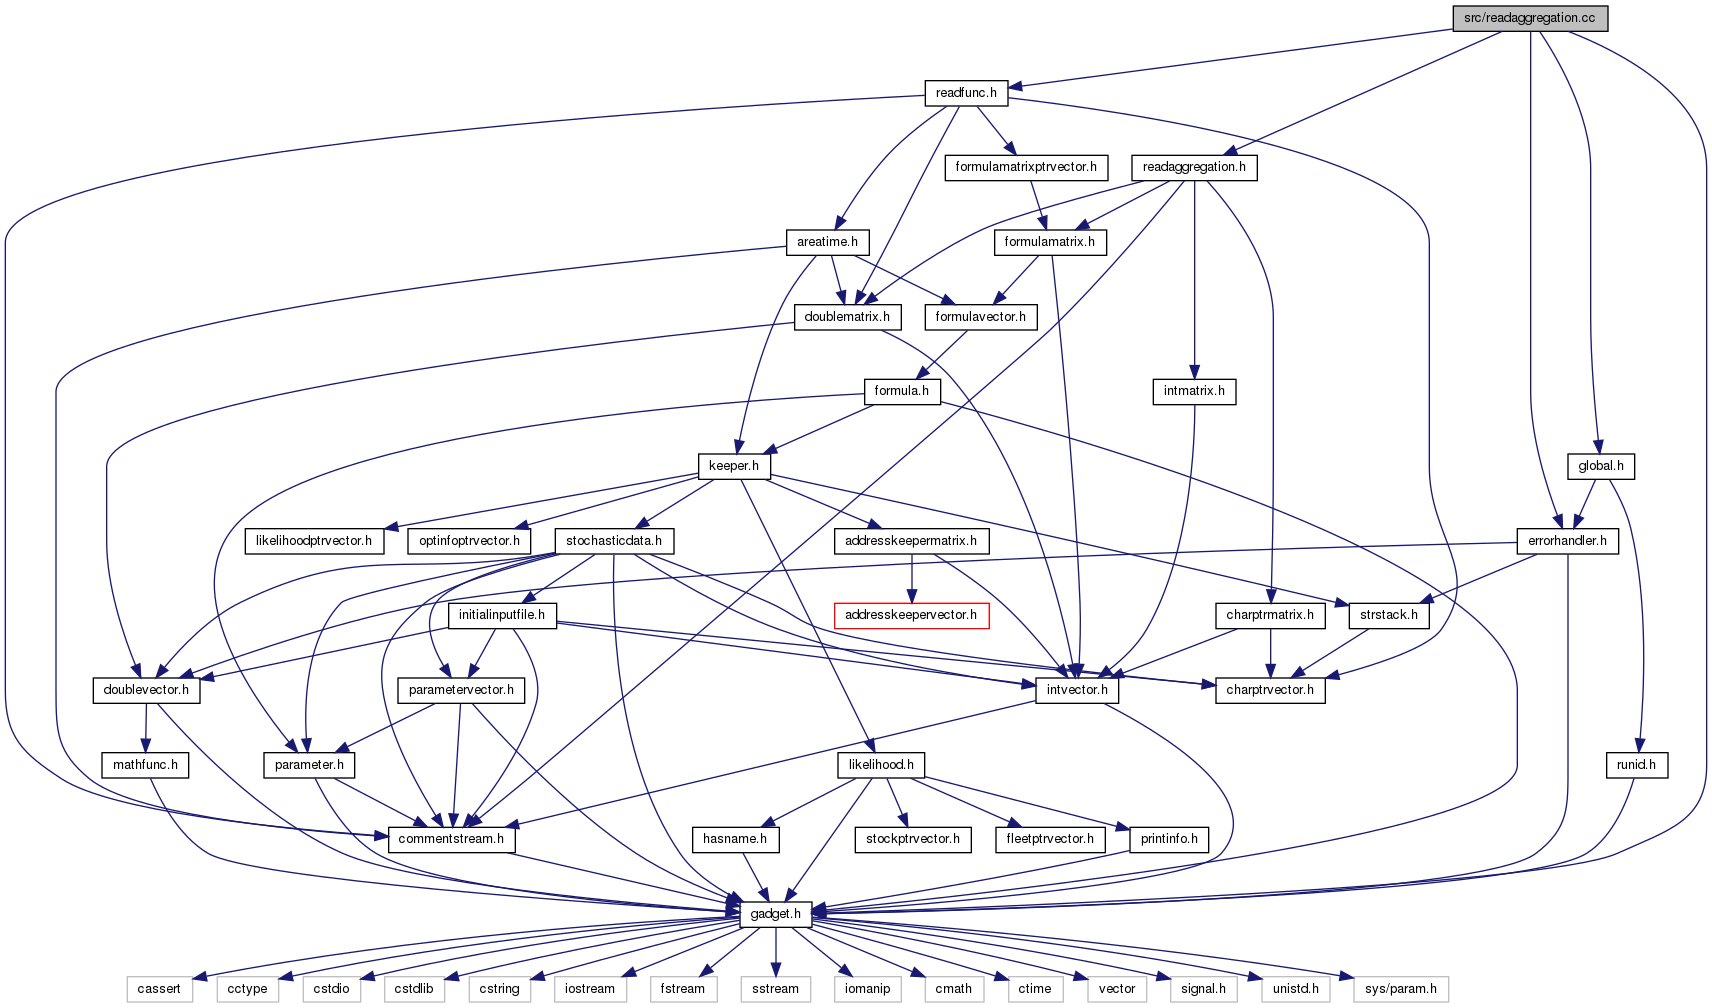 src/readaggregation.cc
readfunc.h
formulamatrixptrvector.h
readaggregation.h
areatime.h
formulamatrix.h
doublematrix.h
formulavector.h
formula.h
intmatrix.h
keeper.h
global.h
likelihoodptrvector.h
optinfoptrvector.h
stochasticdata.h
addresskeepermatrix.h
errorhandler.h
initialinputfile.h
addresskeepervector.h
charptrmatrix.h
strstack.h
doublevector.h
parametervector.h
intvector.h
charptrvector.h
mathfunc.h
parameter.h
likelihood.h
runid.h
commentstream.h
hasname.h
stockptrvector.h
fleetptrvector.h
printinfo.h
gadget.h
cassert
cctype
cstdio
cstdlib
cstring
iostream
fstream
sstream
iomanip
cmath
ctime
vector
signal.h
unistd.h
sys/param.h